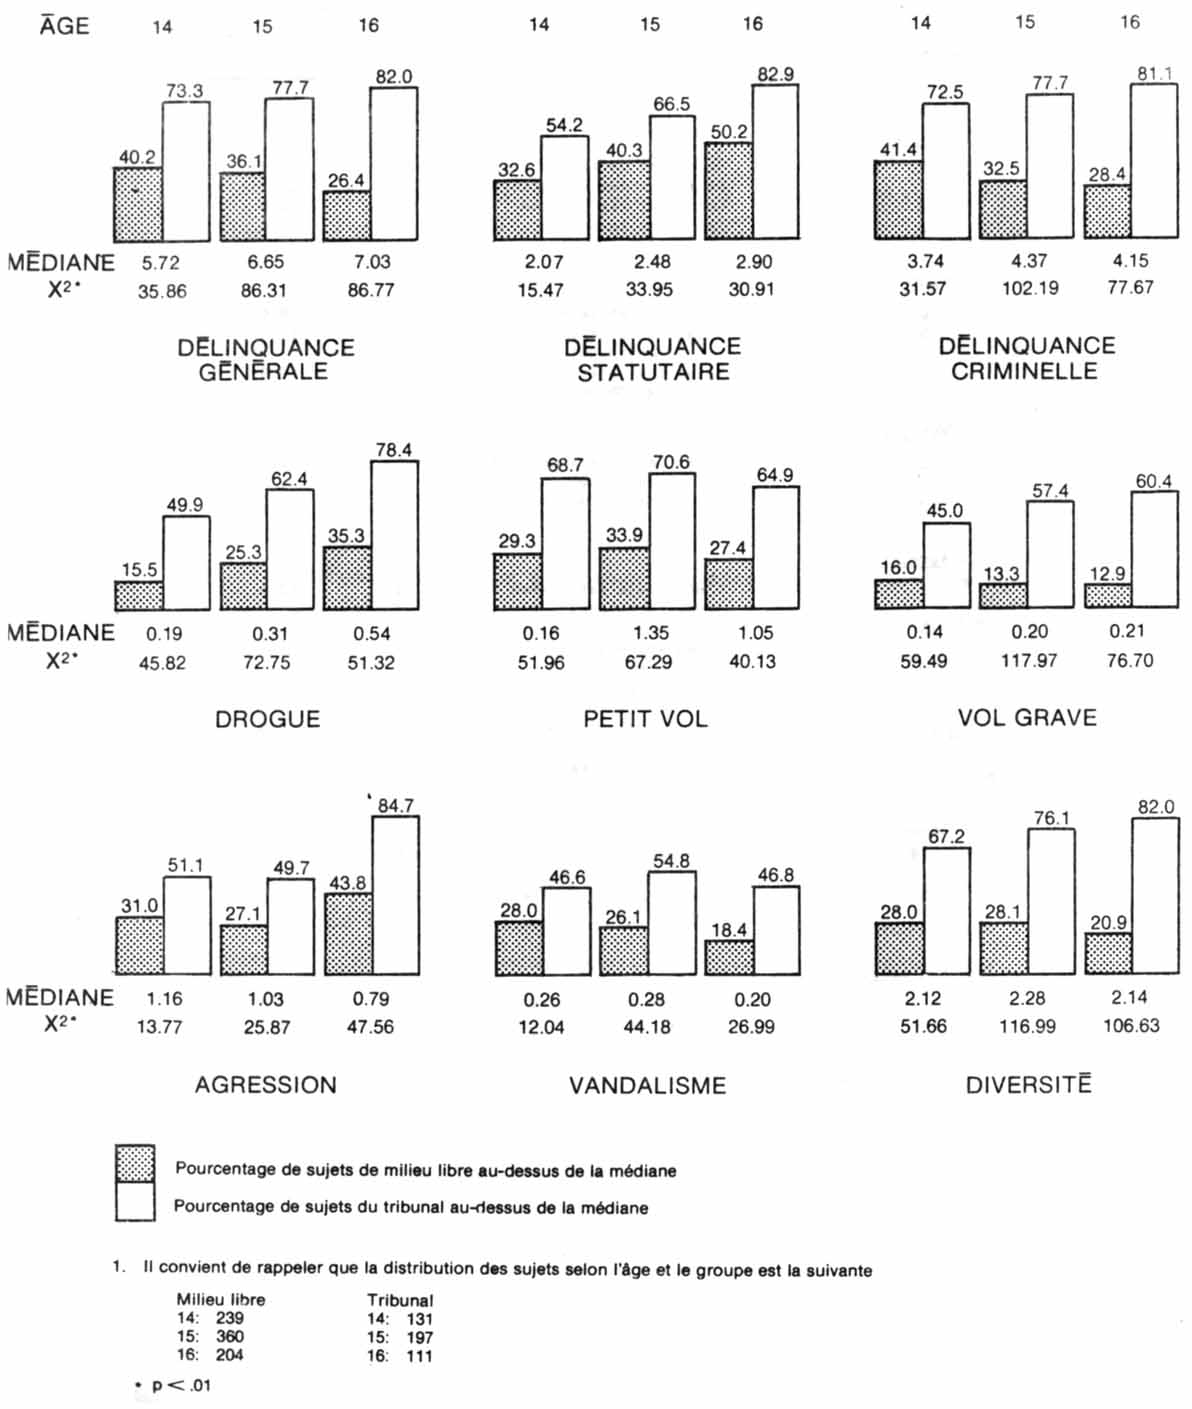 ĀGE 14 15 16 14 15 16 14 15 16
40.2 73.3 36.1 77.7 26.4 82.0 32.6 54.2 40.3 66.5 50.2 82.9 41.4 72.5 32.5 77.7 28.4 81.1
MĒDIANE 5.72 6.65 7.03 2.07 2.48 2.90 3.74 4.37 4.15
X2* 35.86 86.31 86.77 15.47 33.95 30.91 31.57 102.19 77.67
DĒLINQUANCE DĒLINQUANCE DĒLINQUANCE
GĒNĒRALE STATUTAIRE CRIMINELLE
15.5 49.9 25.3 62.4 35.3 78.4 29.3 68.7 33.9 70.6 27.4 64.9 16.0 45.0 13.3 57.4 12.9 60.4
MĒDIANE 0.19 0.31 0.54 0.16 1.35 1.05 0.14 0.20 0.21
X2* 45.82 72.75 51.32 51.96 67.29 40.13 59.49 117.97 76.70
DROGUE PETIT VOL VOL GRAVE
31.0 51.1 27.1 49.7 43.8 84.7 28.0 46.6 26.1 54.8 18.4 46.8 28.0 67.2 28.1 76.1 20.9 82.0
MĒDIANE 1.16 1.03 0.79 0.26 0.28 0.20 2.12 2.28 2.14
X2* 13.77 25.87 47.56 12.04 44.18 26.99 51.66 116.99 106.63
AGRESSION VANDALISME DIVERSITĒ
Pourcentage de sujets de milieu libre au-dessus de la médiane
Pourcentage de sujets du tribunal au-dessus de la médiane
1. Il convient de rappeler que la distribution des sujets selon l'âge et le groupe est la suivante
Milieu libre Tribunal
14: 239 14: 131
15: 360 15: 197
16: 204 16: 111
* p < .01